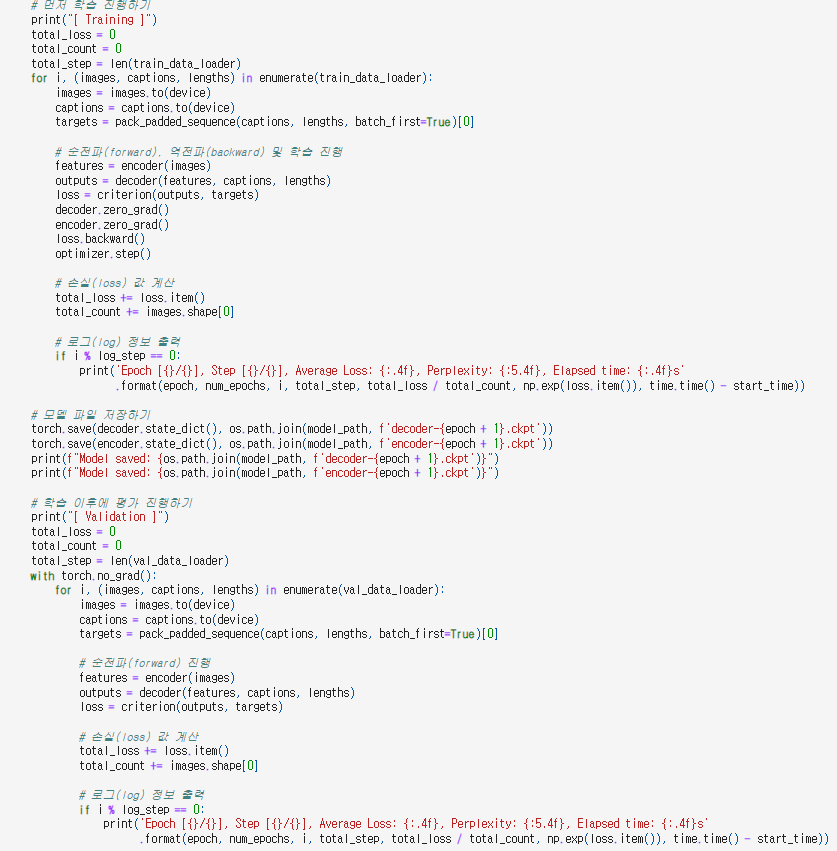 # 먼저 학습 진행하기
print("[ Training ]")
total_loss = 0
total_count = 0
total_step = len(train_data_loader)
for i, (images, captions, lengths) in enumerate(train_data_loader):
    images = images.to(device)
    captions = captions.to(device)
    targets = pack_padded_sequence(captions, lengths, batch_first=True)[0]

    # 순전파(forward), 역전파(backward) 및 학습 진행
    features = encoder(images)
    outputs = decoder(features, captions, lengths)
    loss = criterion(outputs, targets)
    decoder.zero_grad()
    encoder.zero_grad()
    loss.backward()
    optimizer.step()

    # 손실(loss) 값 계산
    total_loss += loss.item()
    total_count += images.shape[0]

    # 로그(log) 정보 출력
    if i % log_step == 0:
        print('Epoch [{}/{}], Step [{}/{}], Average Loss: {:.4f}, Perplexity: {:5.4f}, Elapsed time: {:.4f}s'
              .format(epoch, num_epochs, i, total_step, total_loss / total_count, np.exp(loss.item()), time.time() - start_time))

# 모델 파일 저장하기
torch.save(decoder.state_dict(), os.path.join(model_path, f'decoder-{epoch + 1}.ckpt'))
torch.save(encoder.state_dict(), os.path.join(model_path, f'encoder-{epoch + 1}.ckpt'))
print(f"Model saved: {os.path.join(model_path, f'decoder-{epoch + 1}.ckpt')}")
print(f"Model saved: {os.path.join(model_path, f'encoder-{epoch + 1}.ckpt')}")

# 학습 이후에 평가 진행하기
print("[ Validation ]")
total_loss = 0
total_count = 0
total_step = len(val_data_loader)
with torch.no_grad():
    for i, (images, captions, lengths) in enumerate(val_data_loader):
        images = images.to(device)
        captions = captions.to(device)
        targets = pack_padded_sequence(captions, lengths, batch_first=True)[0]

        # 순전파(forward) 진행
        features = encoder(images)
        outputs = decoder(features, captions, lengths)
        loss = criterion(outputs, targets)

        # 손실(loss) 값 계산
        total_loss += loss.item()
        total_count += images.shape[0]

        # 로그(log) 정보 출력
        if i % log_step == 0:
            print('Epoch [{}/{}], Step [{}/{}], Average Loss: {:.4f}, Perplexity: {:5.4f}, Elapsed time: {:.4f}s'
                  .format(epoch, num_epochs, i, total_step, total_loss / total_count, np.exp(loss.item()), time.time() - start_time))